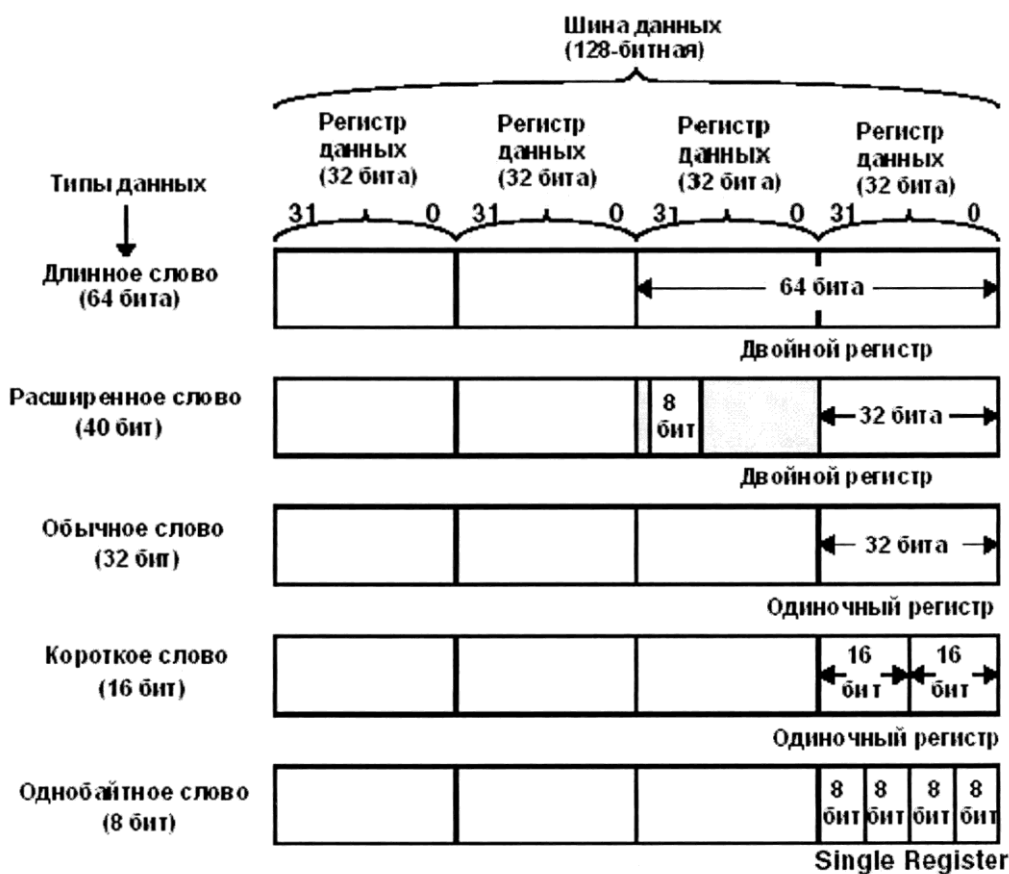 Шина данных
(128-битная)
Регистр
данных
(32 бита)
Регистр
данных
(32 бита)
Регистр
данных
(32 бита)
Регистр
данных
(32 бита)
Типы данных
31 0 31 0 31 0 31 0
Длинное слово
(64 бита)
64 бита
Двойной регистр
Расширенное слово
(40 бит)
8
бит
32 бита
Двойной регистр
Обычное слово
(32 бит)
32 бита
Одиночный регистр
Короткое слово
(16 бит)
16
бит
16
бит
Одиночный регистр
Однобайтное слово
(8 бит)
8 8 8 8
бит бит бит бит
Single Register